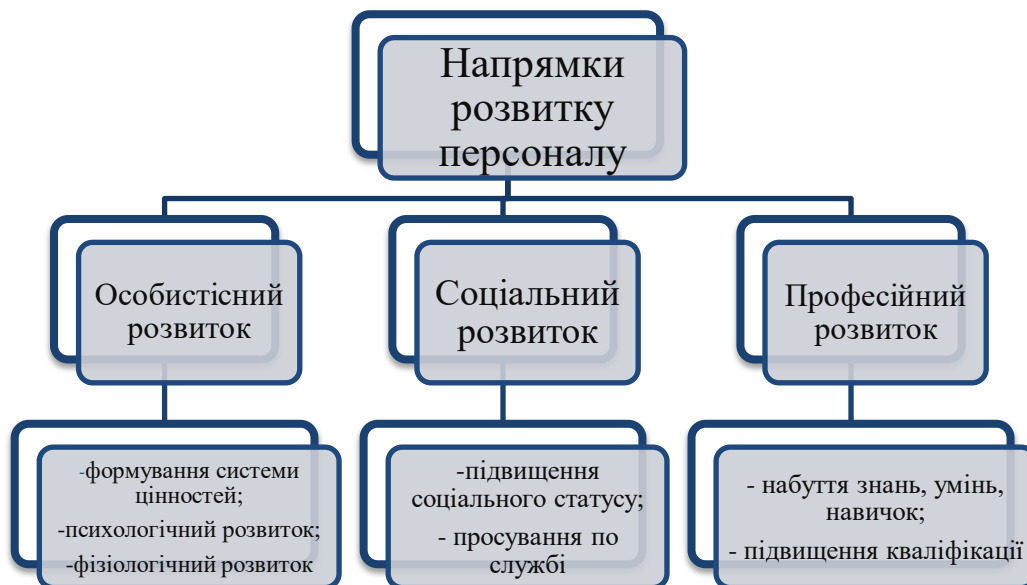 Напрямки
розвитку
персоналу
Особистісний
розвиток
Соціальний
розвиток
Професійний
розвиток
-формування системи
цінностей;
-психологічний розвиток;
-фізіологічний розвиток
-підвищення
соціального статусу;
- просування по
службі
- набуття знань, умінь,
навичок;
- підвищення кваліфікації